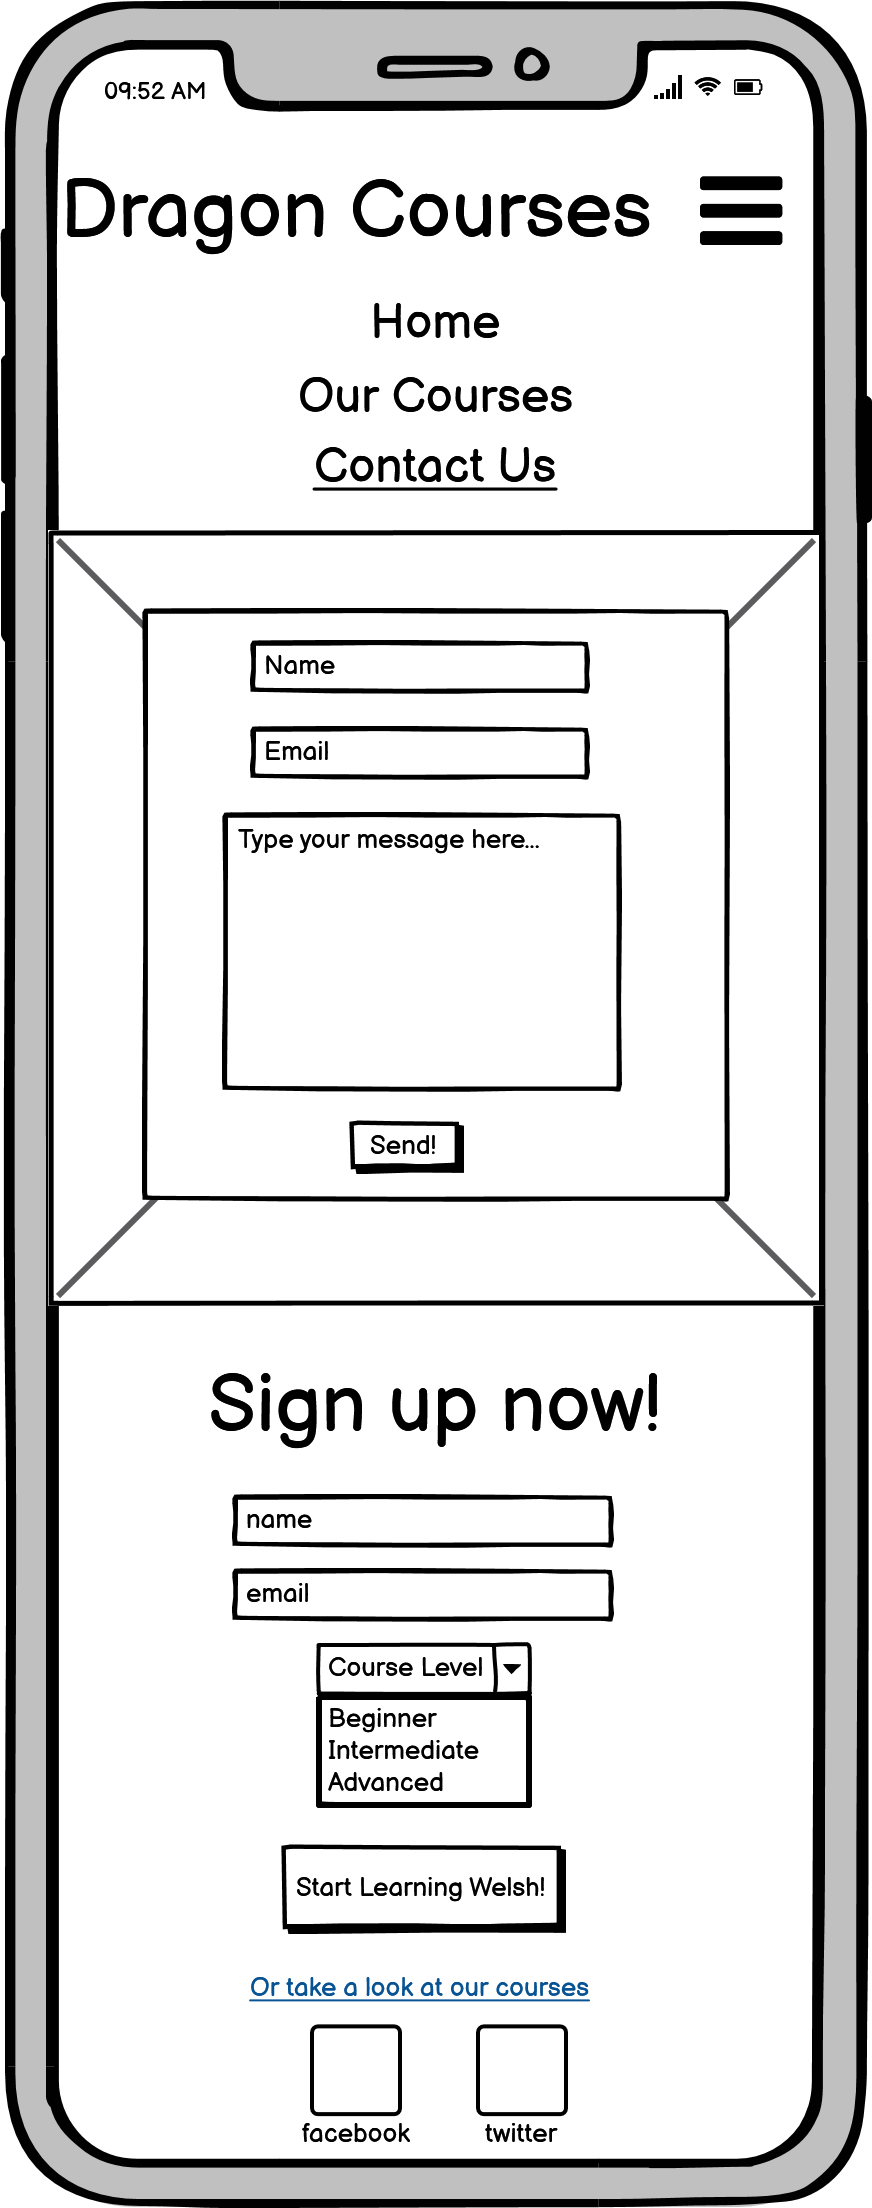 09:52 AM
Dragon Courses
Home
Our Courses
Contact Us
Name
Email
Type your message here...
Send!
Sign up now!
name
email
Course Level
Beginner
Intermediate
Advanced
Start Learning Welsh!
Or take a look at our courses
facebook twitter